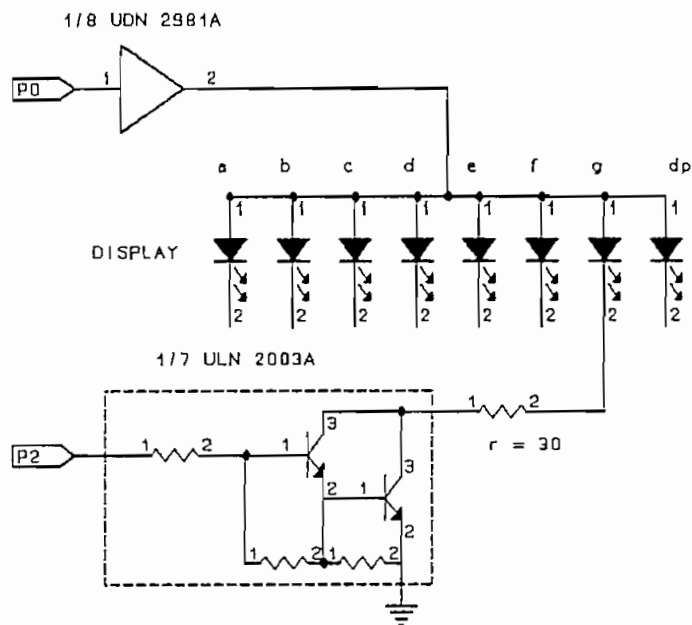 1/8 UDN 2981A
P0 1 2
a b c d e f g dp
1 1 1 1 1 1 1 1
DISPLAY
2 2 2 2 2 2 2 2
1/7 ULN 2003A
3 1 2
r = 30
P2 1 2 1
3
2 1
2
1 2 1 2